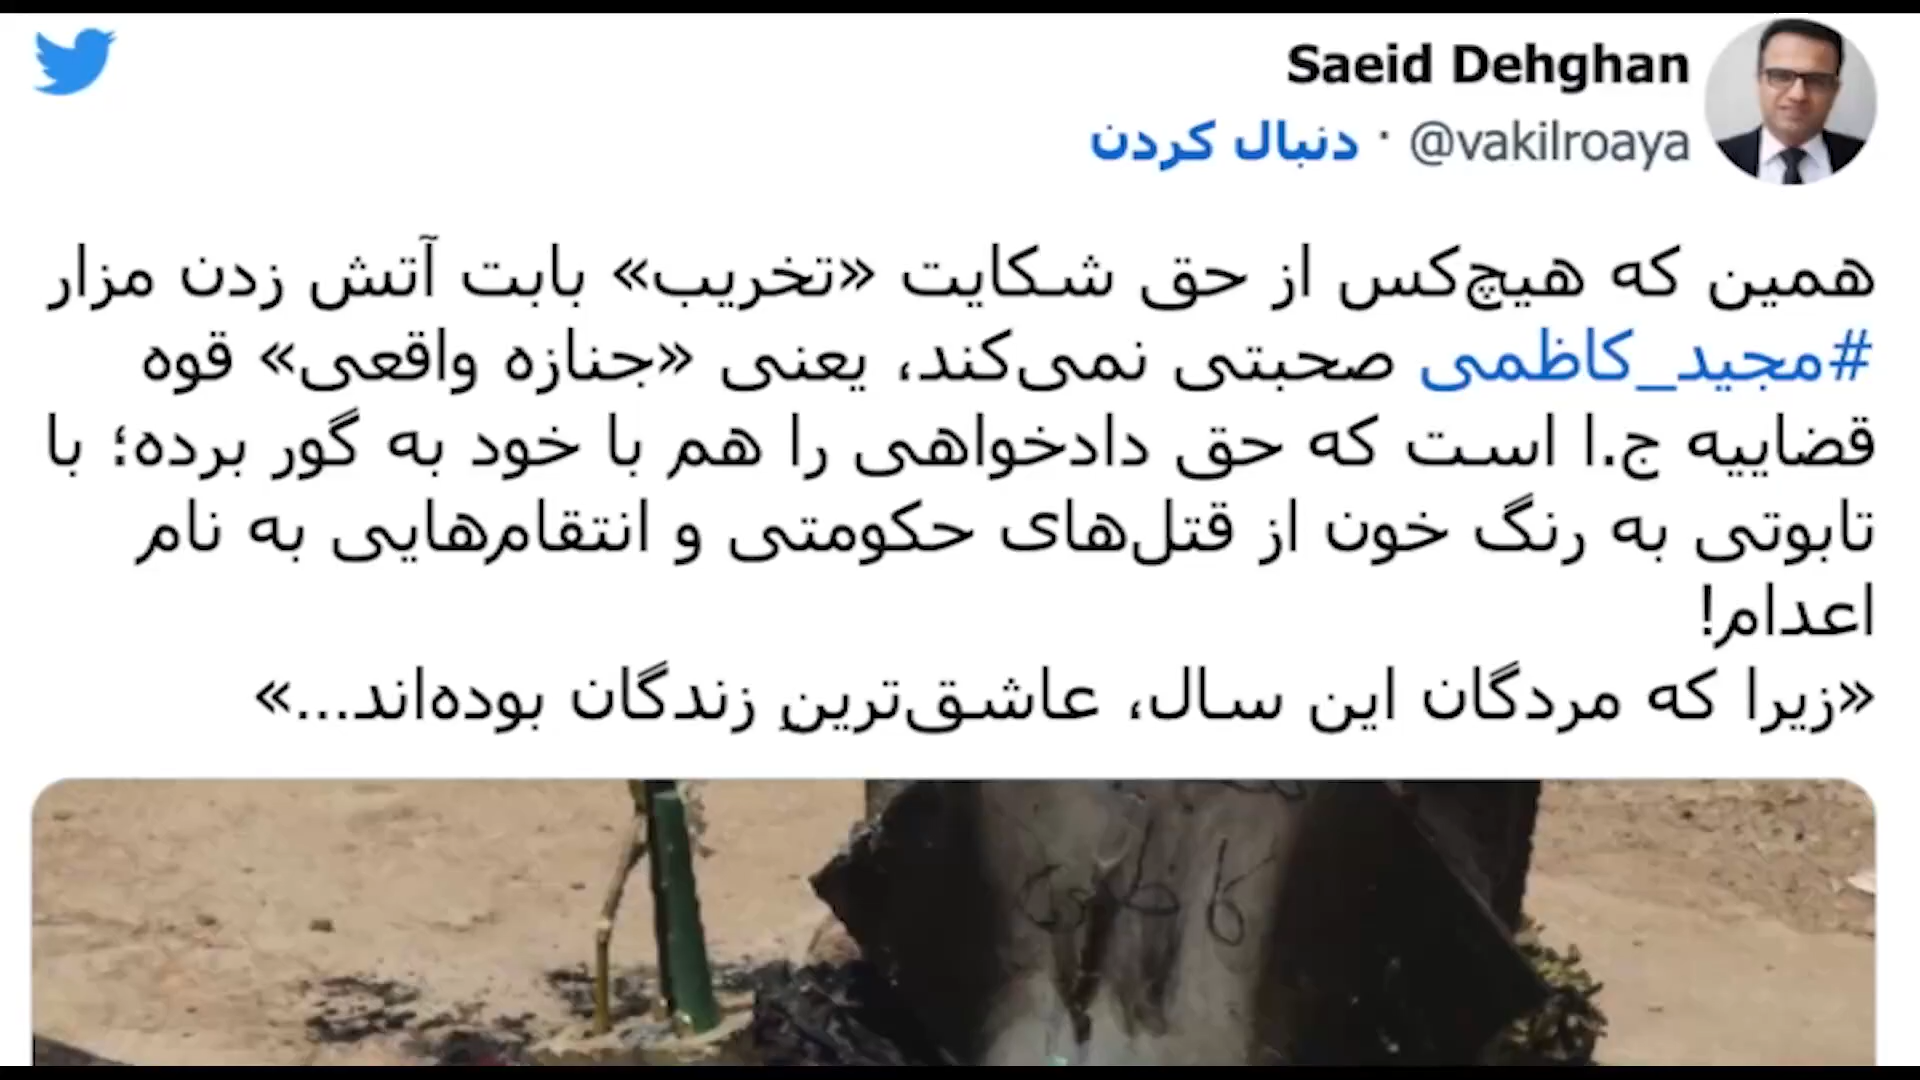 Saeid Dehghan
@vakilroaya · دنبال کردن
همین که هیچ‌کس از حق شکایت «تخریب» بابت آتش زدن مزار
#مجید_کاظمی صحبتی نمی‌کند، یعنی «جنازه واقعی» قوه
قضاییه ج.ا است که حق دادخواهی را هم با خود به گور برده؛ با
تابوتی به رنگ خون از قتل‌های حکومتی و انتقام‌هایی به نام
اعدام!
«زیرا که مردگان این سال، عاشق‌ترینِ زندگان بوده‌اند...»
کاظمی